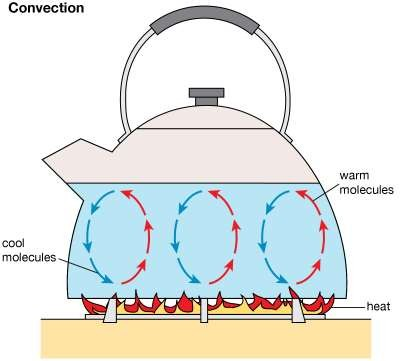 Convection
warm
molecules
cool
molecules
heat